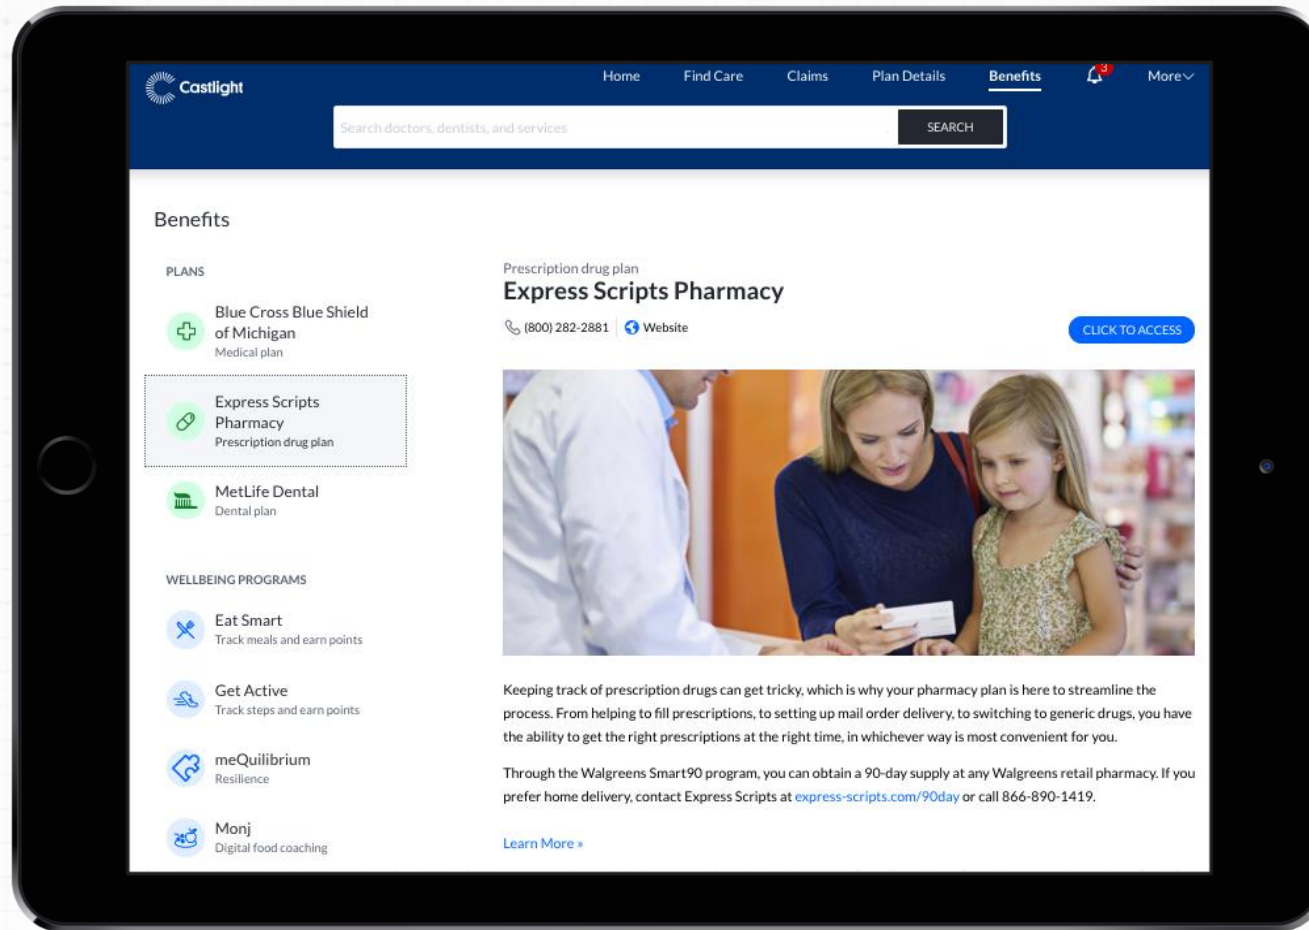 Castlight
Home Find Care Claims Plan Details Benefits 3 More
Search doctors, dentists, and services
SEARCH
Benefits
PLANS
Blue Cross Blue Shield
of Michigan
Medical plan
Express Scripts
Pharmacy
Prescription drug plan
MetLife Dental
Dental plan
WELLBEING PROGRAMS
Eat Smart
Track meals and earn points
Get Active
Track steps and earn points
meQuilibrium
Resilience
Monj
Digital food coaching
Prescription drug plan
Express Scripts Pharmacy
(800) 282-2881 Website
CLICK TO ACCESS
Keeping track of prescription drugs can get tricky, which is why your pharmacy plan is here to streamline the
process. From helping to fill prescriptions, to setting up mail order delivery, to switching to generic drugs, you have
the ability to get the right prescriptions at the right time, in whichever way is most convenient for you.
Through the Walgreens Smart90 program, you can obtain a 90-day supply at any Walgreens retail pharmacy. If you
prefer home delivery, contact Express Scripts at express-scripts.com/90day or call 866-890-1419.
Learn More »